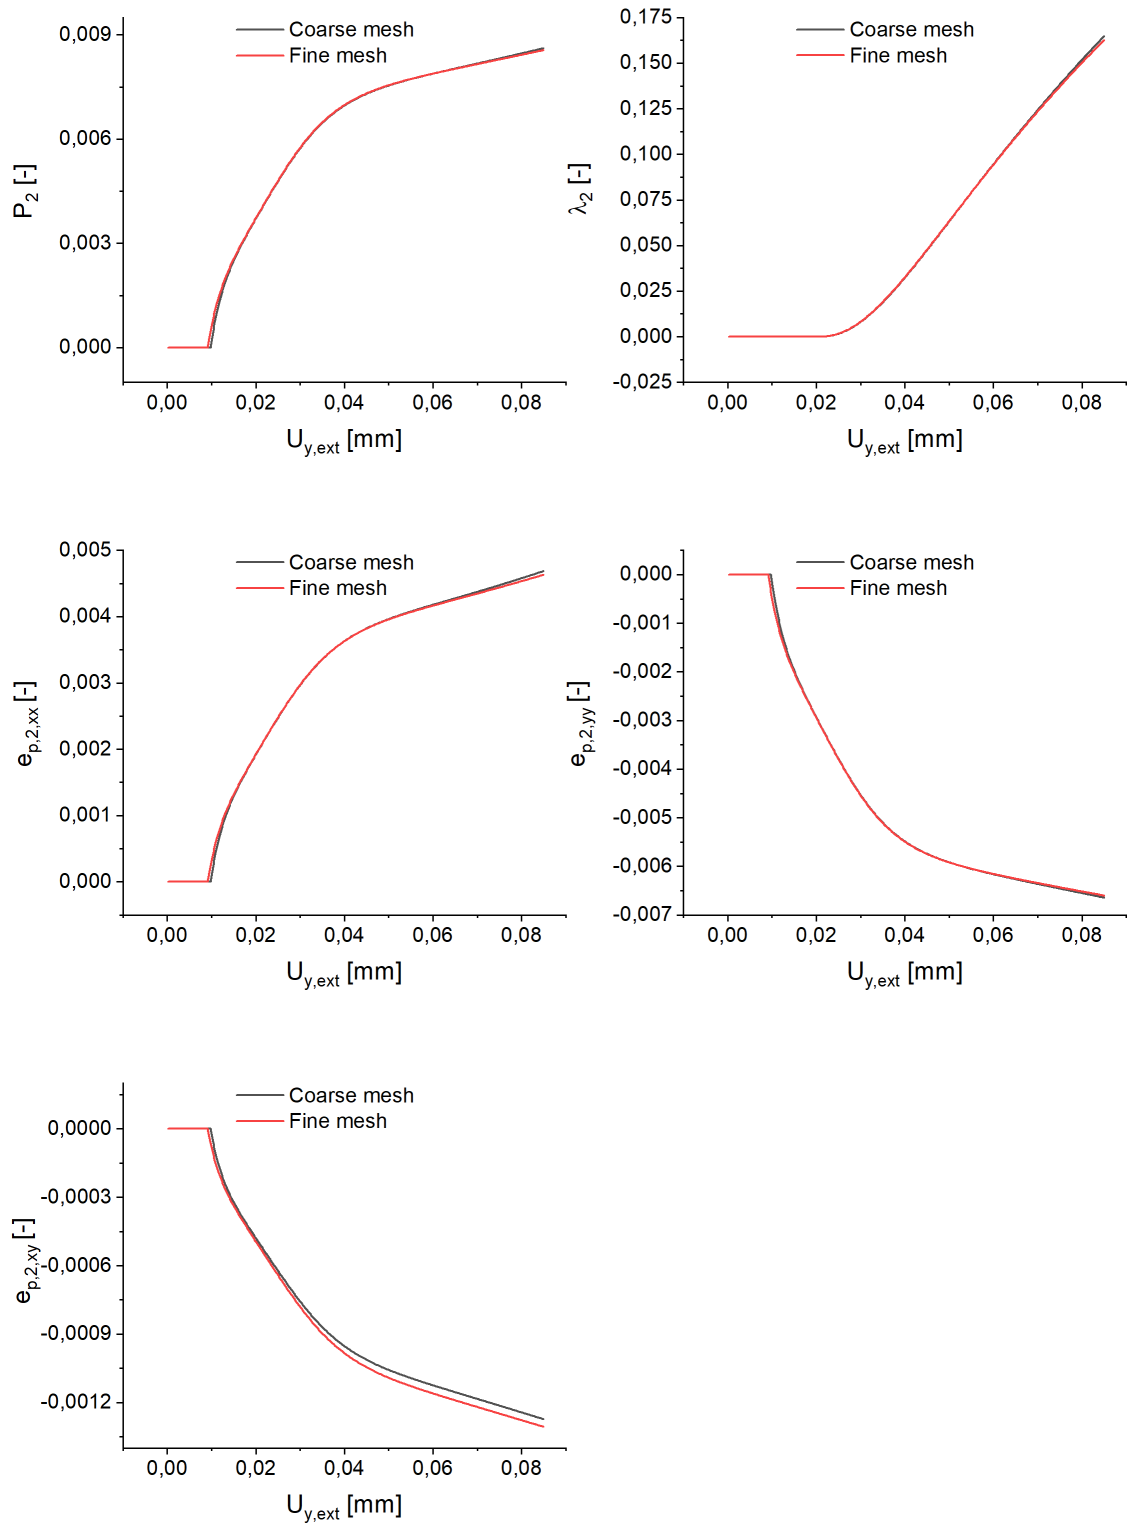 Coarse mesh
Fine mesh
0,009
0,006
0,003
0,000
P2 [-]
0,00 0,02 0,04 0,06 0,08
Uy,ext [mm]
Coarse mesh
Fine mesh
0,175
0,150
0,125
0,100
0,075
0,050
0,025
0,000
-0,025
λ2 [-]
0,00 0,02 0,04 0,06 0,08
Uy,ext [mm]
Coarse mesh
Fine mesh
0,005
0,004
0,003
0,002
0,001
0,000
ep,2,xx [-]
0,00 0,02 0,04 0,06 0,08
Uy,ext [mm]
Coarse mesh
Fine mesh
0,000
-0,001
-0,002
-0,003
-0,004
-0,005
-0,006
-0,007
ep,2,yy [-]
0,00 0,02 0,04 0,06 0,08
Uy,ext [mm]
Coarse mesh
Fine mesh
0,0000
-0,0003
-0,0006
-0,0009
-0,0012
ep,2,xy [-]
0,00 0,02 0,04 0,06 0,08
Uy,ext [mm]